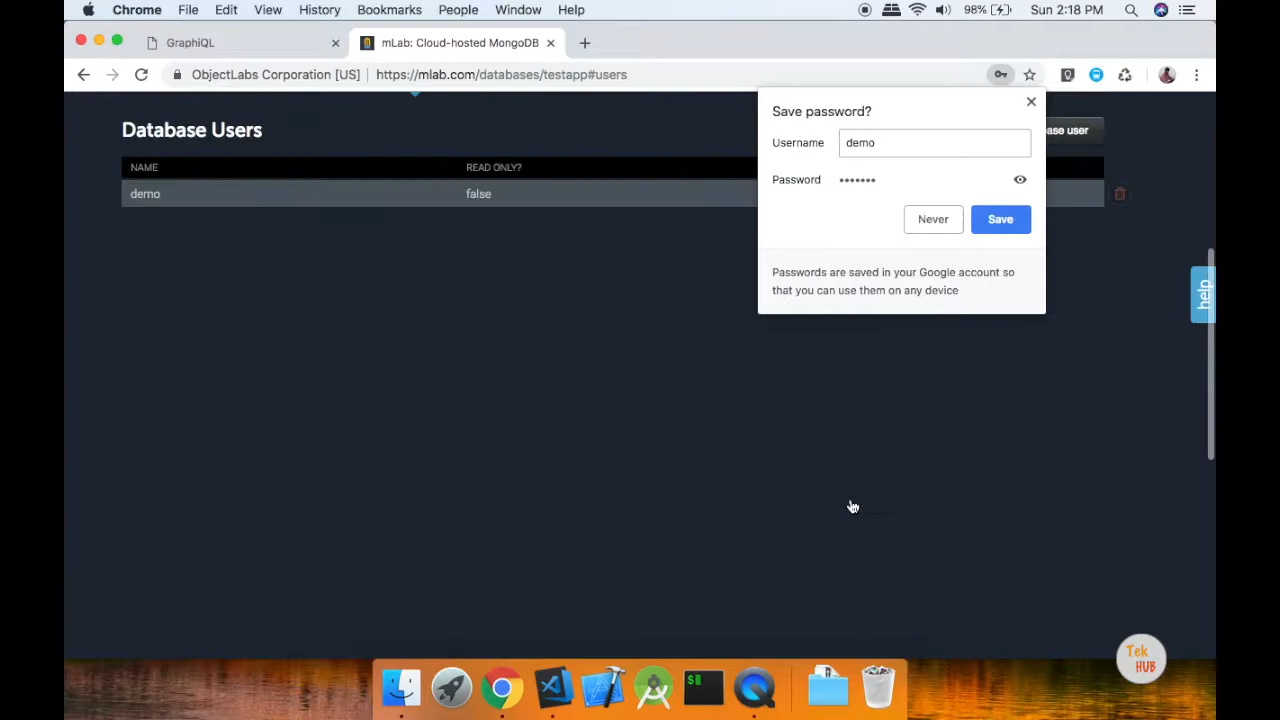 Chrome File Edit View History Bookmarks People Window Help 98% Sun 2:18 PM
GraphiQL mLab: Cloud-hosted MongoDB
ObjectLabs Corporation [US] https://mlab.com/databases/testapp#users
Save password?
Database Users
ase user
Username demo
NAME READ ONLY?
Password •••••••
demo false
Never Save
Passwords are saved in your Google account so
that you can use them on any device
help
Tek
HUB
$